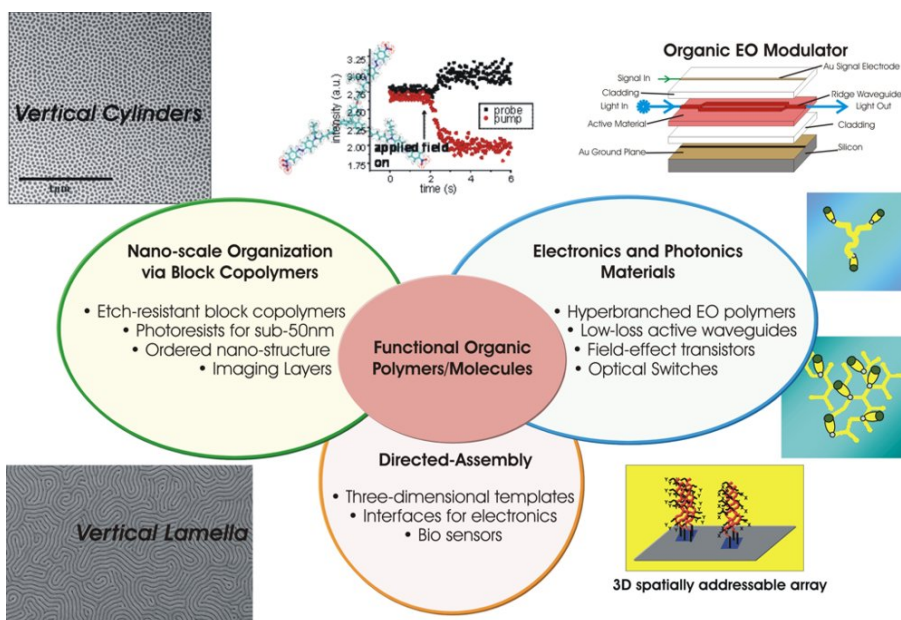 Vertical Cylinders
intensity (a.u.)
3.25
3.00
2.75
2.50
2.25
2.00
1.75
probe
pump
applied field
on
0 2 4 6
time (s)
Organic EO Modulator
Au Signal Electrode
Signal In
Cladding
Ridge Waveguide
Light In
Light Out
Active Material
Cladding
Au Ground Plane
Silicon
Nano-scale Organization
via Block Copolymers
• Etch-resistant block copolymers
• Photoresists for sub-50nm
• Ordered nano-structure
• Imaging Layers
Electronics and Photonics
Materials
• Hyperbranched EO polymers
• Low-loss active waveguides
• Field-effect transistors
• Optical Switches
Functional Organic
Polymers/Molecules
Directed-Assembly
• Three-dimensional templates
• Interfaces for electronics
• Bio sensors
Vertical Lamella
3D spatially addressable array